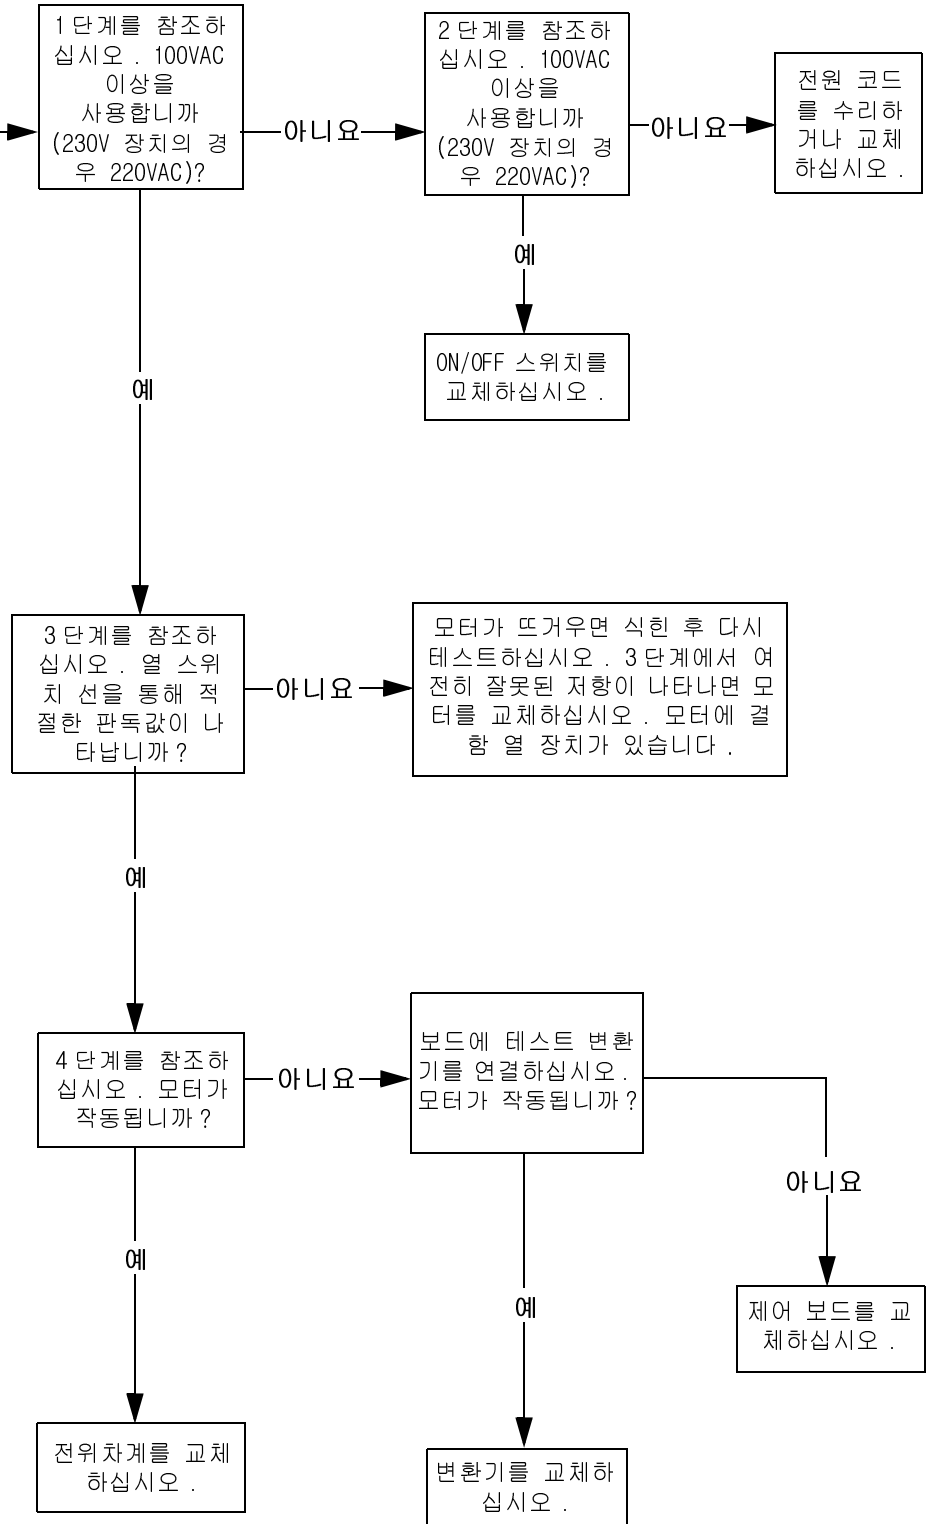 1 단계를 참조하
십시오 . 100VAC
이상을
사용합니까
(230V 장치의 경
우 220VAC)?
아니요
2 단계를 참조하
십시오 . 100VAC
이상을
사용합니까
(230V 장치의 경
우 220VAC)?
아니요
전원 코드
를 수리하
거나 교체
하십시오 .
예
ON/OFF 스위치를
교체하십시오 .
예
3 단계를 참조하
십시오 . 열 스위
치 선을 통해 적
절한 판독값이 나
타납니까 ?
아니요
모터가 뜨거우면 식힌 후 다시
테스트하십시오 . 3 단계에서 여
전히 잘못된 저항이 나타나면 모
터를 교체하십시오 . 모터에 결
함 열 장치가 있습니다 .
예
4 단계를 참조하
십시오 . 모터가
작동됩니까 ?
아니요
보드에 테스트 변환
기를 연결하십시오 .
모터가 작동됩니까 ?
아니요
제어 보드를 교
체하십시오 .
예
전위차계를 교체
하십시오 .
예
변환기를 교체하
십시오 .